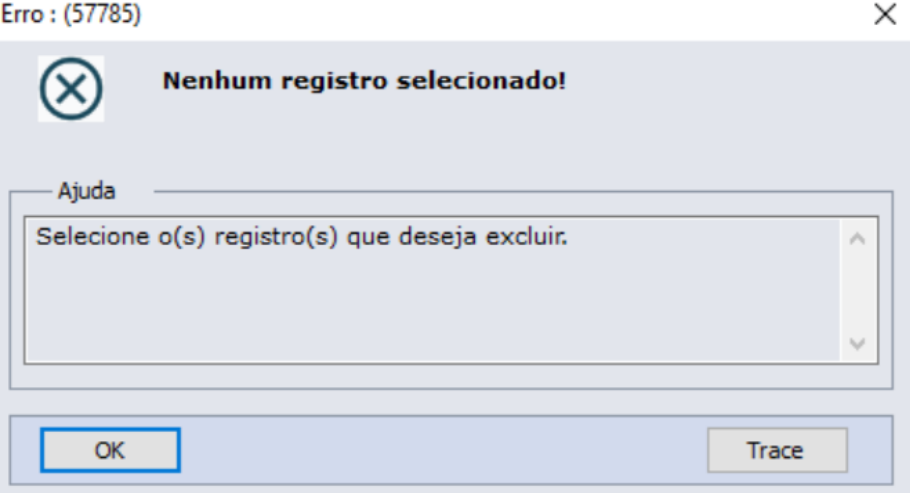 Erro : (57785)
Nenhum registro selecionado!
Ajuda
Selecione o(s) registro(s) que deseja excluir.
OK
Trace